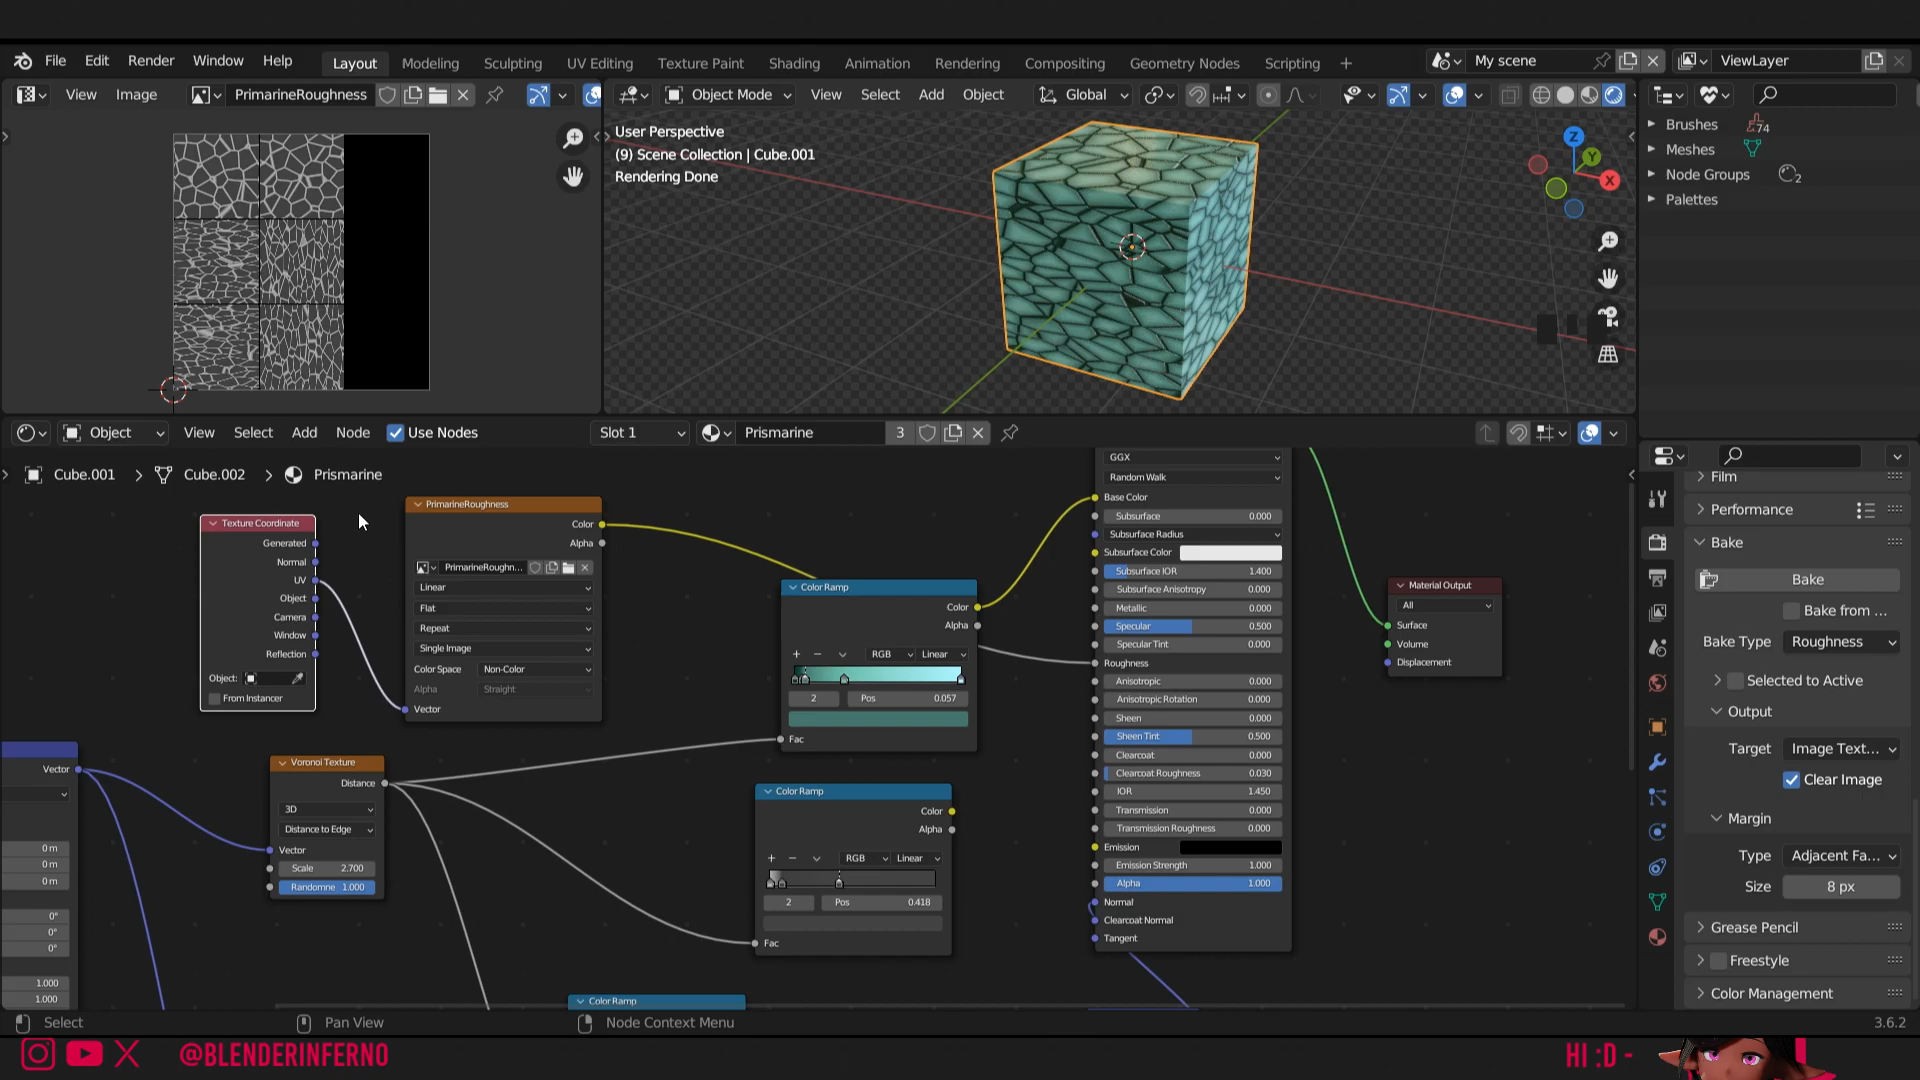 File Edit Render Window Help Layout Modeling Sculpting UV Editing Texture Paint Shading Animation Rendering Compositing Geometry Nodes Scripting + My scene ViewLayer
View Image PrimarineRoughness Object Mode View Select Add Object Global
User Perspective
(9) Scene Collection | Cube.001
Rendering Done
Z
Y
X
Brushes 74
Meshes
Node Groups 2
Palettes
Object View Select Add Node Use Nodes Slot 1 Prismarine 3
Cube.001 > Cube.002 > Prismarine
Texture Coordinate
Generated
Normal
UV
Object
Camera
Window
Reflection
Object:
From Instancer
PrimarineRoughness
Color
Alpha
PrimarineRoughn...
Linear
Flat
Repeat
Single Image
Color Space Non-Color
Alpha Straight
Vector
Vector
0 m
0 m
0 m
0°
0°
0°
1.000
1.000
Voronoi Texture
Distance
3D
Distance to Edge
Vector
Scale 2.700
Randomne 1.000
Color Ramp
Color
Alpha
+ − RGB Linear
2 Pos 0.057
Fac
Color Ramp
Color
Alpha
+ − RGB Linear
2 Pos 0.418
Fac
Color Ramp
GGX
Random Walk
Base Color
Subsurface 0.000
Subsurface Radius
Subsurface Color
Subsurface IOR 1.400
Subsurface Anisotropy 0.000
Metallic 0.000
Specular 0.500
Specular Tint 0.000
Roughness
Anisotropic 0.000
Anisotropic Rotation 0.000
Sheen 0.000
Sheen Tint 0.500
Clearcoat 0.000
Clearcoat Roughness 0.030
IOR 1.450
Transmission 0.000
Transmission Roughness 0.000
Emission
Emission Strength 1.000
Alpha 1.000
Normal
Clearcoat Normal
Tangent
Material Output
All
Surface
Volume
Displacement
Film
Performance
Bake
Bake
Bake from ...
Bake Type Roughness
Selected to Active
Output
Target Image Text...
Clear Image
Margin
Type Adjacent Fa...
Size 8 px
Grease Pencil
Freestyle
Color Management
Select Pan View Node Context Menu 3.6.2
@BLENDERINFERNO HI :D -